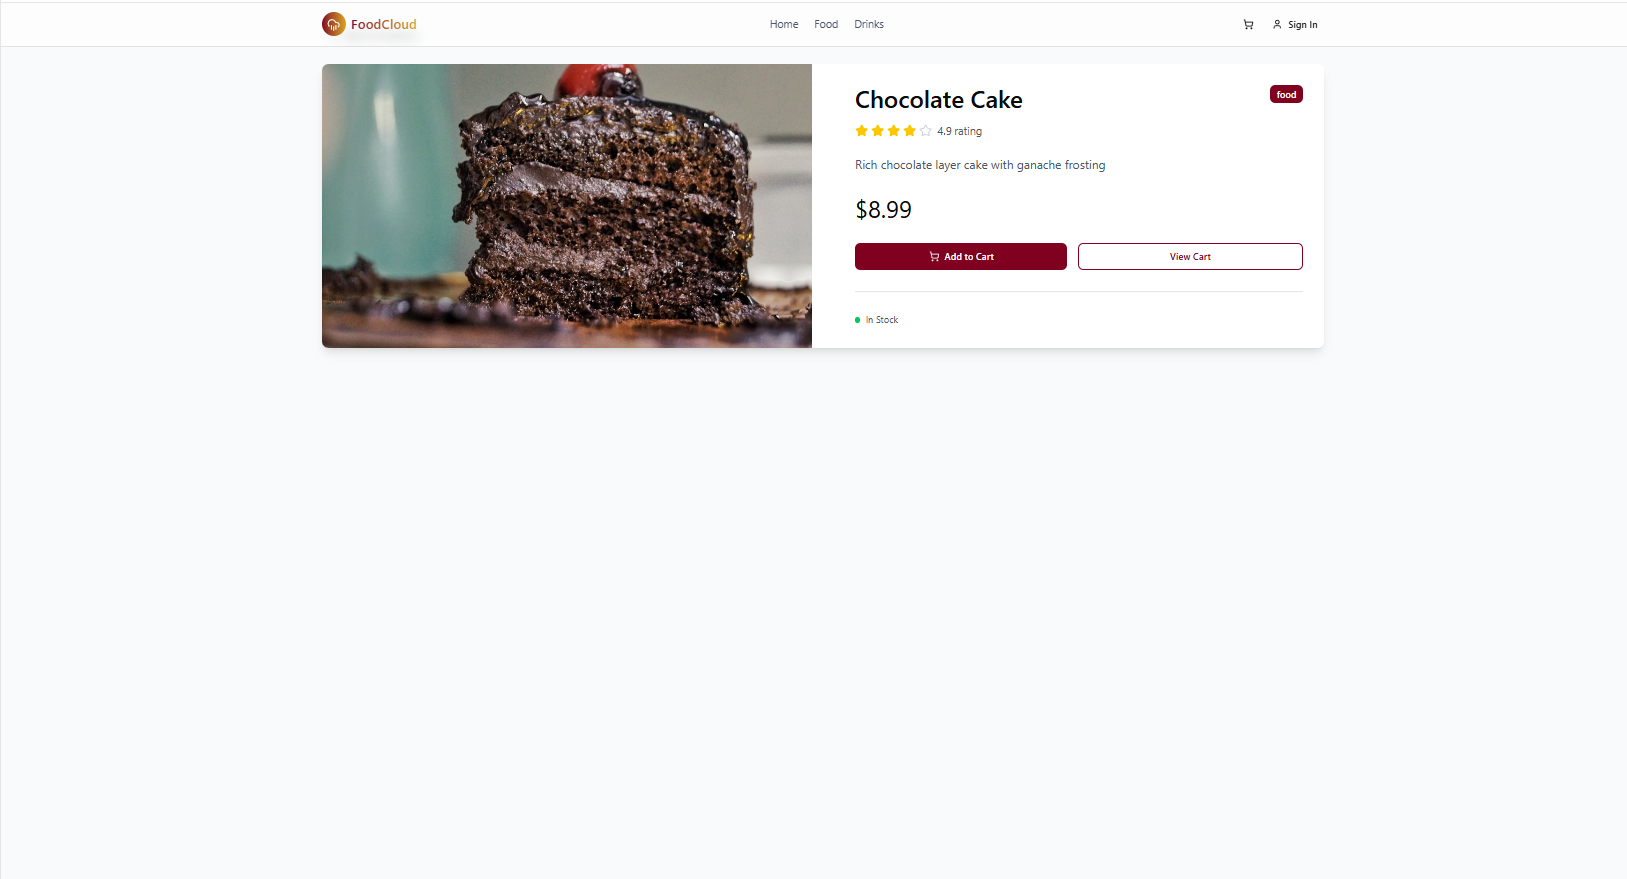 FoodCloud
Home Food Drinks
Sign In
Chocolate Cake
food
4.9 rating
Rich chocolate layer cake with ganache frosting
$8.99
Add to Cart
View Cart
In Stock